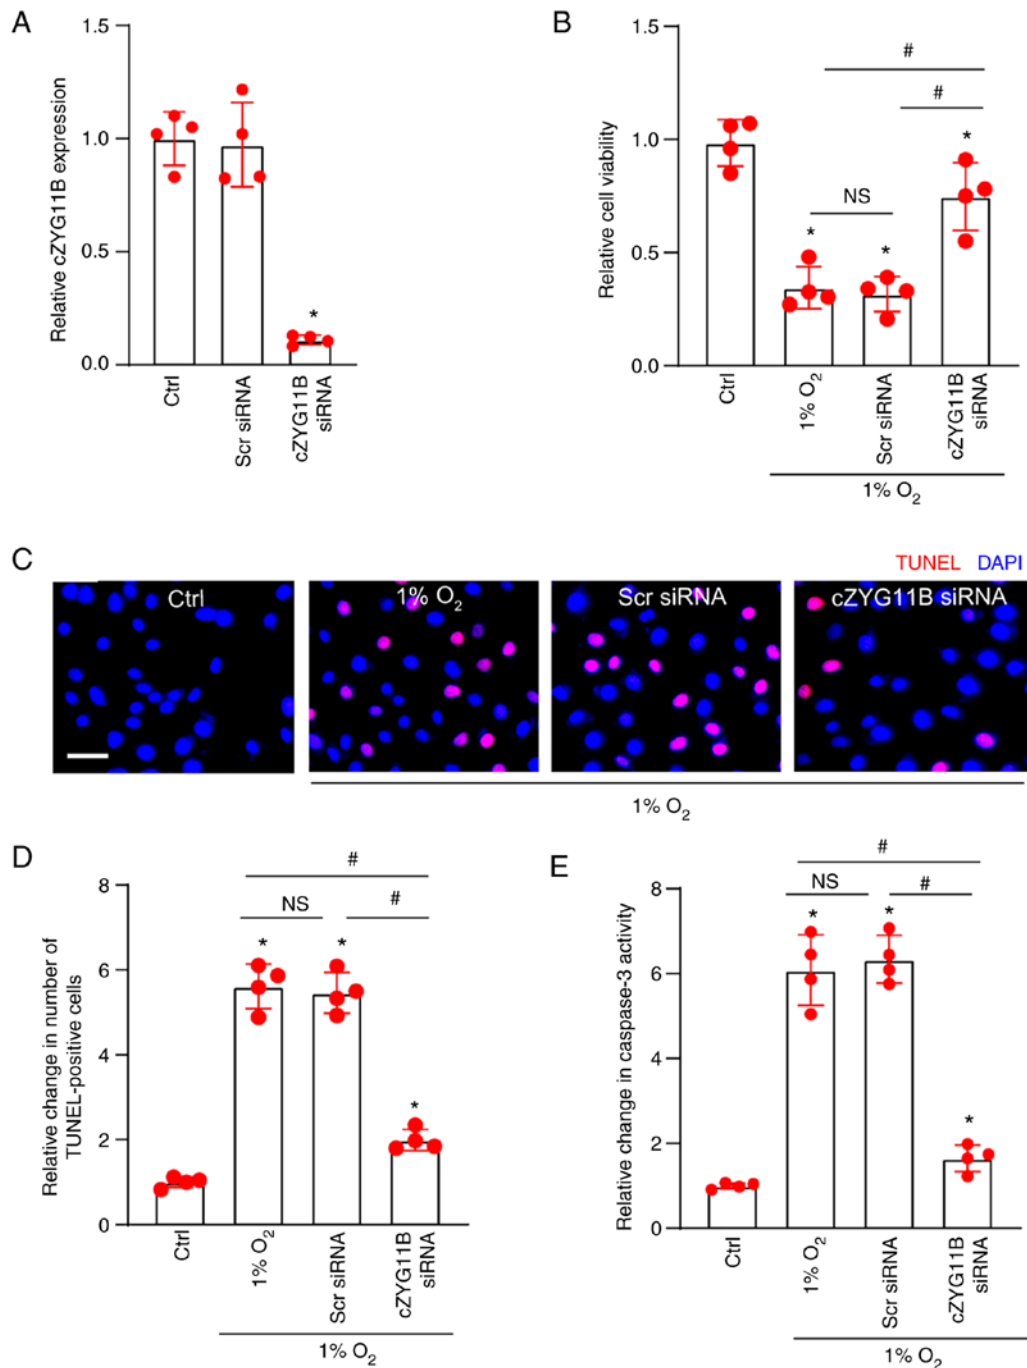 A
Relative cZYG11B expression
1.5
1.0
0.5
0.0
*
Ctrl
Scr siRNA
cZYG11B
siRNA
B
Relative cell viability
1.5
1.0
0.5
0.0
#
#
NS
*
*
*
Ctrl
1% O2
Scr siRNA
cZYG11B
siRNA
1% O2
C
TUNEL DAPI
Ctrl
1% O2
Scr siRNA
cZYG11B siRNA
1% O2
D
Relative change in number of
TUNEL-positive cells
8
6
4
2
0
#
NS
#
*
*
*
Ctrl
1% O2
Scr siRNA
cZYG11B
siRNA
1% O2
E
Relative change in caspase-3 activity
8
6
4
2
0
#
NS
#
*
*
*
Ctrl
1% O2
Scr siRNA
cZYG11B
siRNA
1% O2